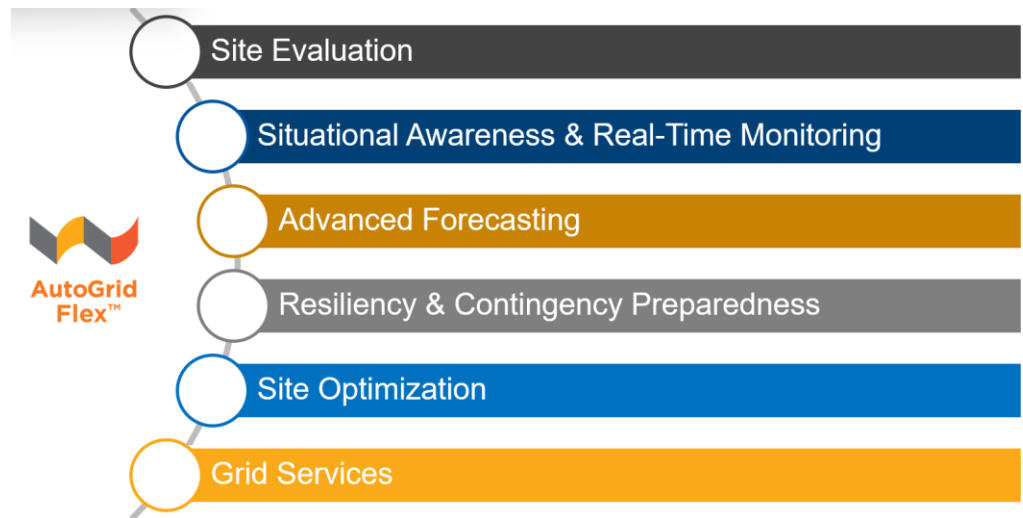 Site Evaluation
Situational Awareness & Real-Time Monitoring
Advanced Forecasting
AutoGrid
Flex™
Resiliency & Contingency Preparedness
Site Optimization
Grid Services